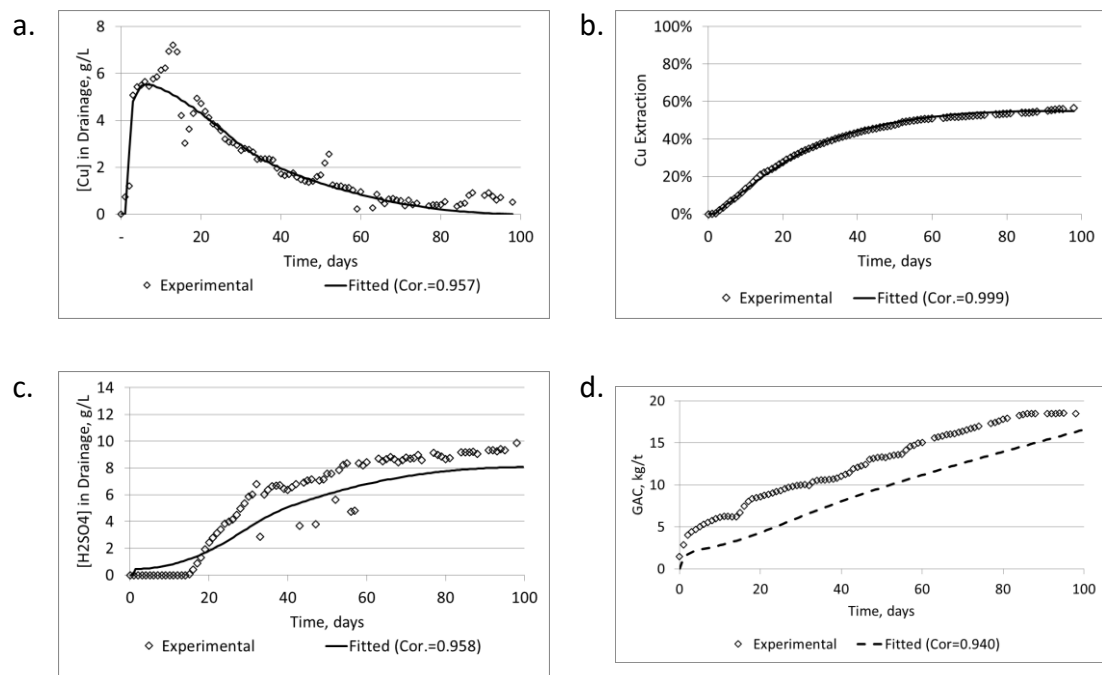 a.
[Cu] in Drainage, g/L
8
6
4
2
0
-
20
40
60
80
100
Time, days
Experimental
Fitted (Cor.=0.957)
b.
Cu Extraction
100%
80%
60%
40%
20%
0%
0
20
40
60
80
100
Time, days
Experimental
Fitted (Cor.=0.999)
c.
[H2SO4] in Drainage, g/L
14
12
10
8
6
4
2
0
0
20
40
60
80
100
Time, days
Experimental
Fitted (Cor.=0.958)
d.
GAC, kg/t
20
15
10
5
0
0
20
40
60
80
100
Time, days
Experimental
Fitted (Cor=0.940)